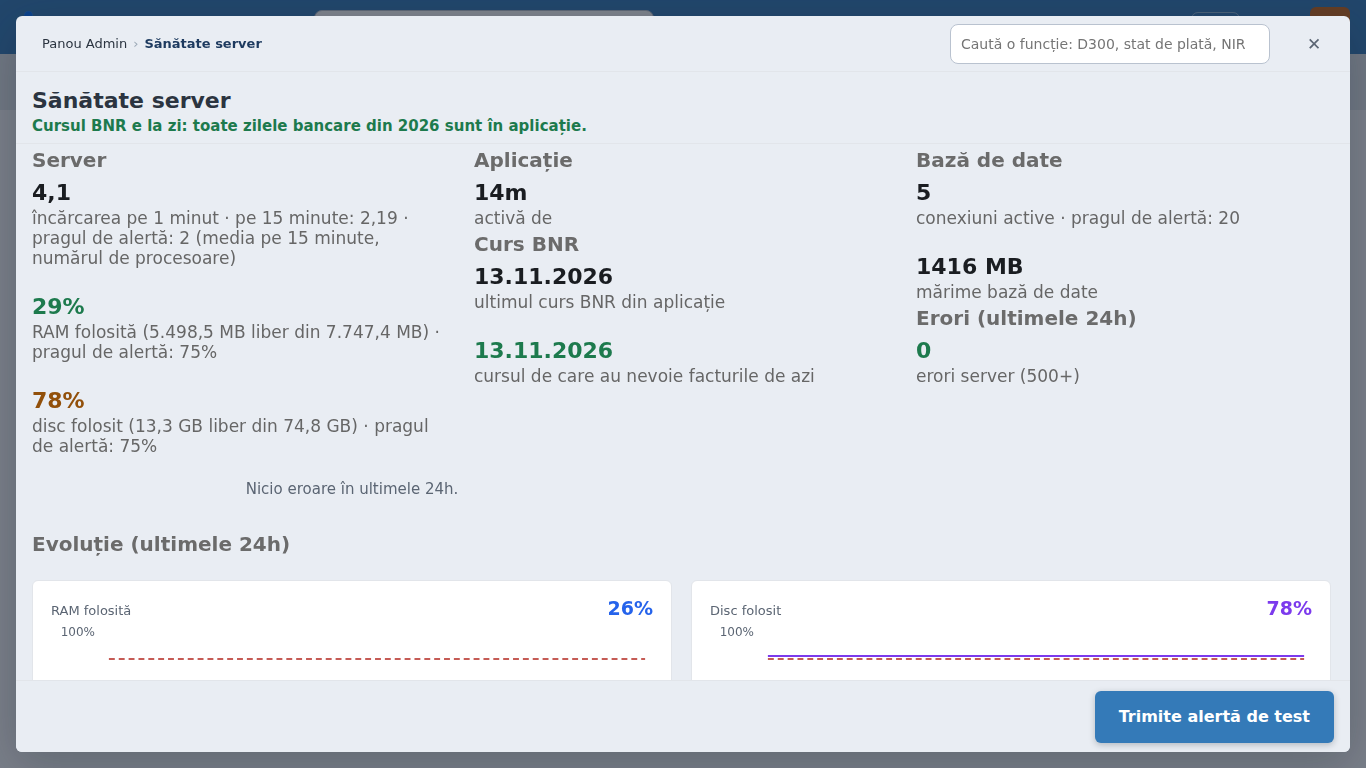 Panou Admin › Sănătate server
Caută o funcție: D300, stat de plată, NIR
✕
Sănătate server
Cursul BNR e la zi: toate zilele bancare din 2026 sunt în aplicație.
Server
4,1
încărcarea pe 1 minut · pe 15 minute: 2,19 ·
pragul de alertă: 2 (media pe 15 minute,
numărul de procesoare)
29%
RAM folosită (5.498,5 MB liber din 7.747,4 MB) ·
pragul de alertă: 75%
78%
disc folosit (13,3 GB liber din 74,8 GB) · pragul
de alertă: 75%
Aplicație
14m
activă de
Curs BNR
13.11.2026
ultimul curs BNR din aplicație
13.11.2026
cursul de care au nevoie facturile de azi
Bază de date
5
conexiuni active · pragul de alertă: 20
1416 MB
mărime bază de date
Erori (ultimele 24h)
0
erori server (500+)
Nicio eroare în ultimele 24h.
Evoluție (ultimele 24h)
RAM folosită
26%
100%
Disc folosit
78%
100%
Trimite alertă de test